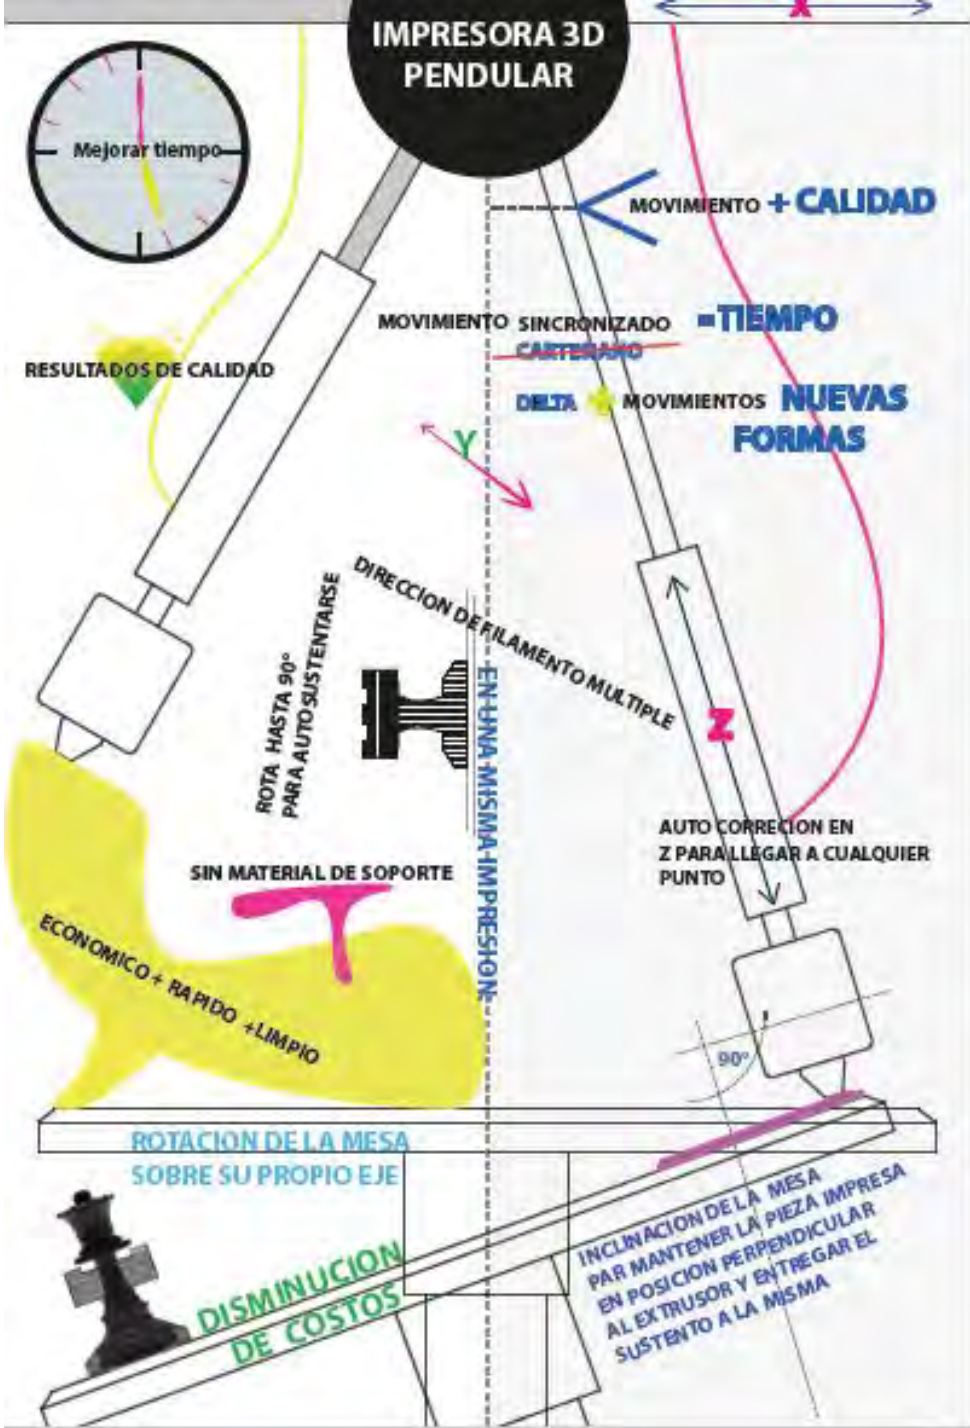 X
IMPRESORA 3D
PENDULAR
Mejorar tiempo
MOVIMIENTO + CALIDAD
MOVIMIENTO SINCRONIZADO =TIEMPO
CARTESIANO
RESULTADOS DE CALIDAD
DELTA + MOVIMIENTOS NUEVAS
FORMAS
Y
DIRECCION DE FILAMENTO MULTIPLE
ROTA HASTA 90º
PARA AUTOSUSTENTARSE
EN UNA MISMA IMPRESION
Z
AUTO CORRECION EN
Z PARA LLEGAR A CUALQUIER
PUNTO
SIN MATERIAL DE SOPORTE
ECONOMICO + RAPIDO +LIMPIO
90º
ROTACION DE LA MESA
SOBRE SU PROPIO EJE
INCLINACION DE LA MESA
PAR MANTENER LA PIEZA IMPRESA
EN POSICION PERPENDICULAR
AL EXTRUSOR Y ENTREGAR EL
SUSTENTO A LA MISMA
DISMINUCION
DE COSTOS